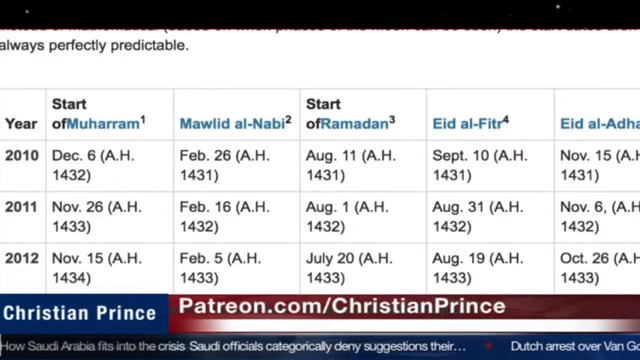 always perfectly predictable.
Year Start ofMuharram1 Mawlid al-Nabi2 Start ofRamadan3 Eid al-Fitr4 Eid al-Adha
2010 Dec. 6 (A.H. 1432) Feb. 26 (A.H. 1431) Aug. 11 (A.H. 1431) Sept. 10 (A.H. 1431) Nov. 15 (A.H. 1431)
2011 Nov. 26 (A.H. 1433) Feb. 16 (A.H. 1432) Aug. 1 (A.H. 1432) Aug. 31 (A.H. 1432) Nov. 6, (A.H. 1432)
2012 Nov. 15 (A.H. 1434) Feb. 5 (A.H. 1433) July 20 (A.H. 1433) Aug. 19 (A.H. 1433) Oct. 26 (A.H. 1433)
Christian Prince
Patreon.com/ChristianPrince
How Saudi Arabia fits into the crisis Saudi officials categorically deny suggestions their... Dutch arrest over Van Go